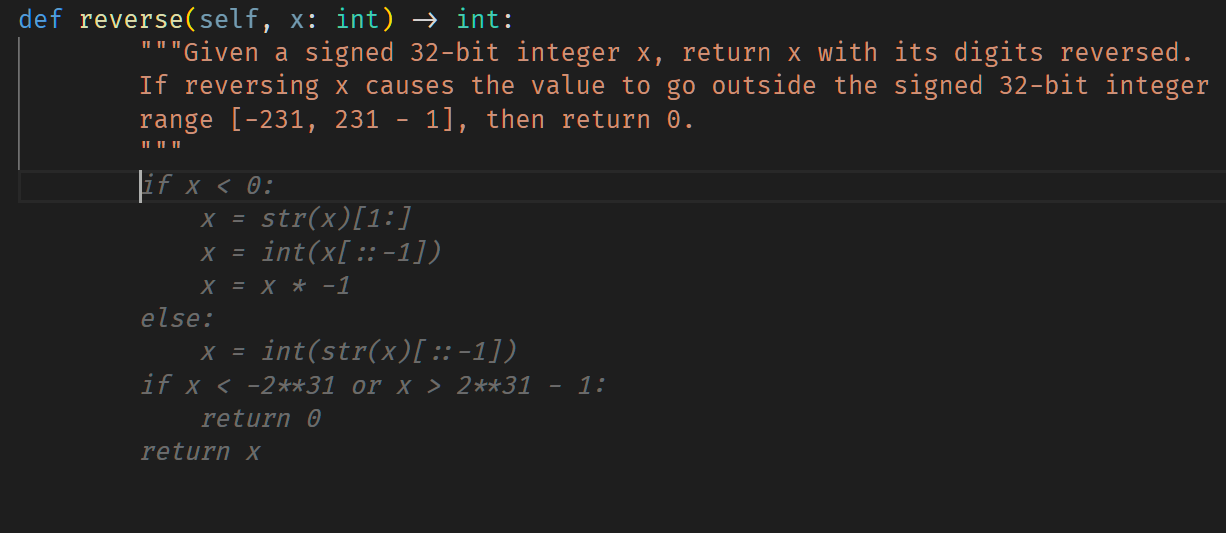 def reverse(self, x: int) -> int:
"""Given a signed 32-bit integer x, return x with its digits reversed.
If reversing x causes the value to go outside the signed 32-bit integer
range [-231, 231 - 1], then return 0.
"""
if x < 0:
x = str(x)[1:]
x = int(x[::-1])
x = x * -1
else:
x = int(str(x)[::-1])
if x < -2**31 or x > 2**31 - 1:
return 0
return x